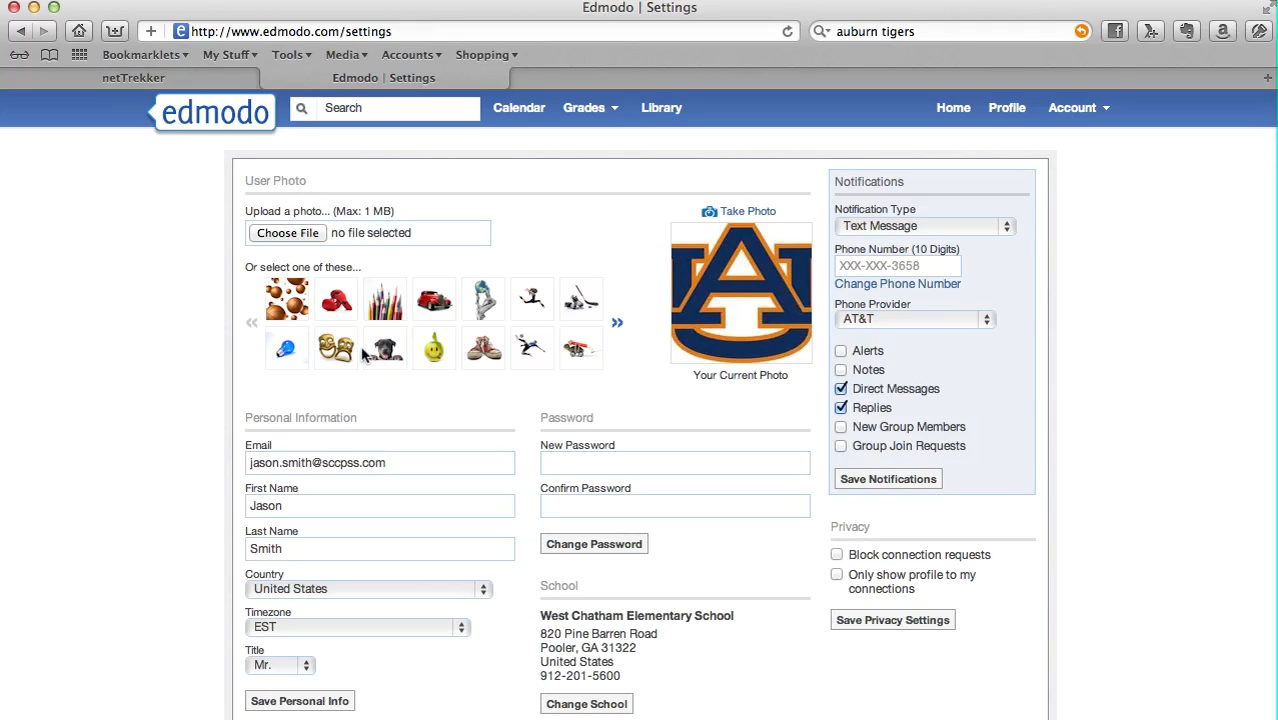 Edmodo | Settings
http://www.edmodo.com/settings
auburn tigers
Bookmarklets My Stuff Tools Media Accounts Shopping
netTrekker Edmodo | Settings
edmodo Search Calendar Grades Library Home Profile Account
User Photo
Upload a photo... (Max: 1 MB)
Choose File no file selected
Or select one of these...
« »
Take Photo
AU
Your Current Photo
Notifications
Notification Type
Text Message
Phone Number (10 Digits)
XXX-XXX-3658
Change Phone Number
Phone Provider
AT&T
Alerts
Notes
Direct Messages
Replies
New Group Members
Group Join Requests
Save Notifications
Personal Information
Email
jason.smith@sccpss.com
First Name
Jason
Last Name
Smith
Country
United States
Timezone
EST
Title
Mr.
Save Personal Info
Password
New Password
Confirm Password
Change Password
School
West Chatham Elementary School
820 Pine Barren Road
Pooler, GA 31322
United States
912-201-5600
Change School
Privacy
Block connection requests
Only show profile to my
connections
Save Privacy Settings